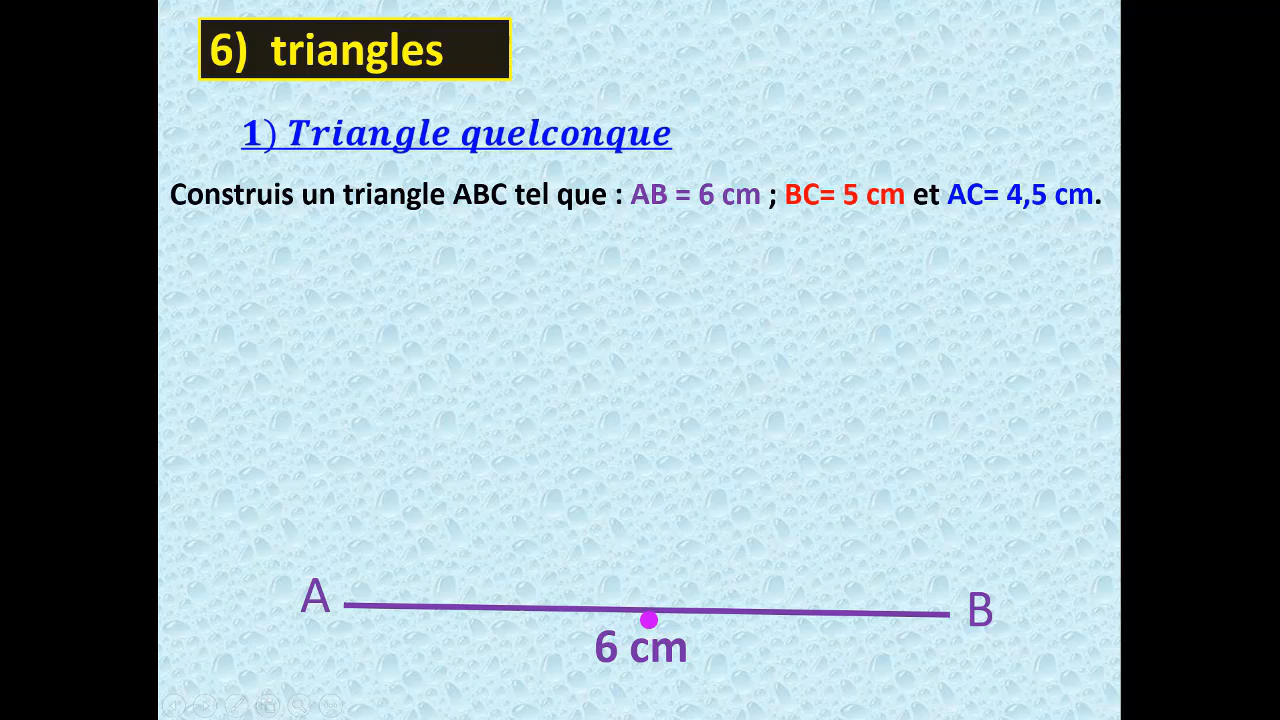 6) triangles
1) Triangle quelconque
Construis un triangle ABC tel que : AB = 6 cm ; BC= 5 cm et AC= 4,5 cm.
A
B
6 cm